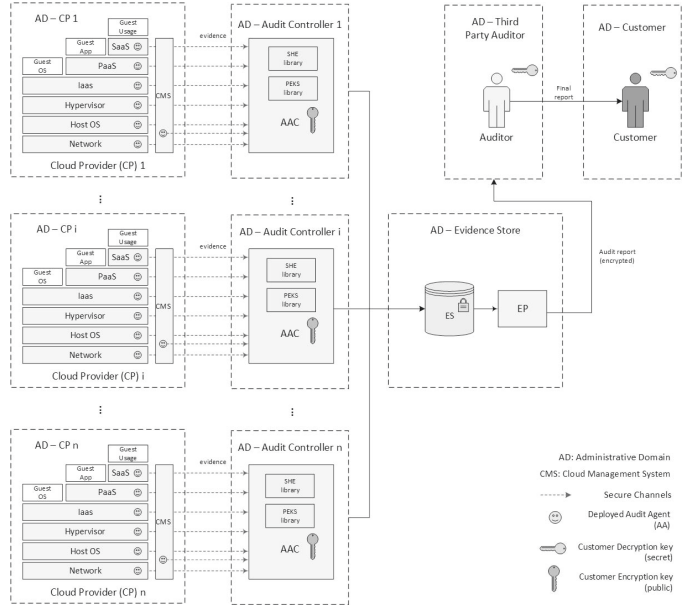 AD – CP 1
Guest
Usage
Guest
App
SaaS
Guest
OS
PaaS
Iaas
Hypervisor
Host OS
Network
CMS
Cloud Provider (CP) 1
evidence
AD – Audit Controller 1
SHE
library
PEKS
library
AAC
AD – Third
Party Auditor
Auditor
Final
report
AD – Customer
Customer
AD – CP i
Guest
Usage
Guest
App
SaaS
Guest
OS
PaaS
Iaas
Hypervisor
Host OS
Network
CMS
Cloud Provider (CP) i
evidence
AD – Audit Controller i
SHE
library
PEKS
library
AAC
AD – Evidence Store
ES
EP
Audit report
(encrypted)
AD – CP n
Guest
Usage
Guest
App
SaaS
Guest
OS
PaaS
Iaas
Hypervisor
Host OS
Network
CMS
Cloud Provider (CP) n
evidence
AD – Audit Controller n
SHE
library
PEKS
library
AAC
AD: Administrative Domain
CMS: Cloud Management System
Secure Channels
Deployed Audit Agent
(AA)
Customer Decryption key
(secret)
Customer Encryption key
(public)